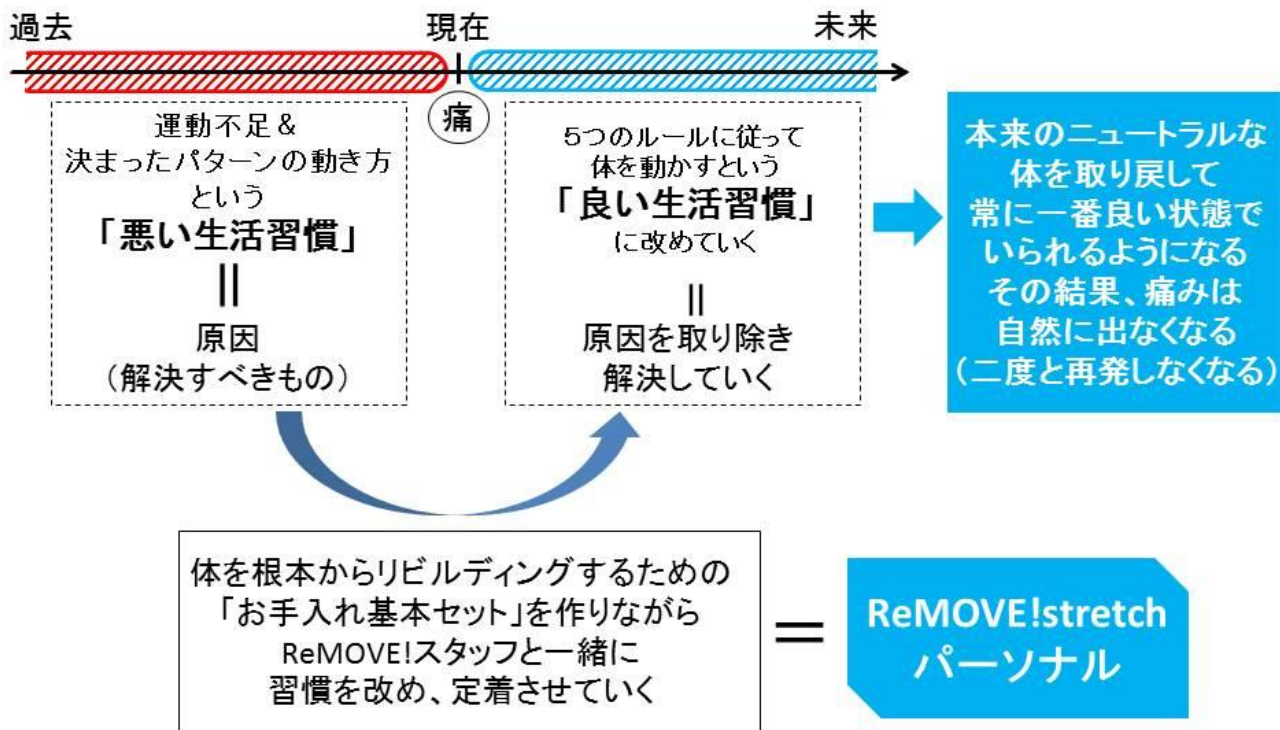 過去
現在
未来
痛
運動不足&
決まったパターンの動き方
という
「悪い生活習慣」
||
原因
（解決すべきもの）
5つのルールに従って
体を動かすという
「良い生活習慣」
に改めていく
||
原因を取り除き
解決していく
本来のニュートラルな
体を取り戻して
常に一番良い状態で
いられるようになる
その結果、痛みは
自然に出なくなる
（二度と再発しなくなる）
体を根本からリビルディングするための
「お手入れ基本セット」を作りながら
ReMOVE!スタッフと一緒に
習慣を改め、定着させていく
=
ReMOVE!stretch
パーソナル